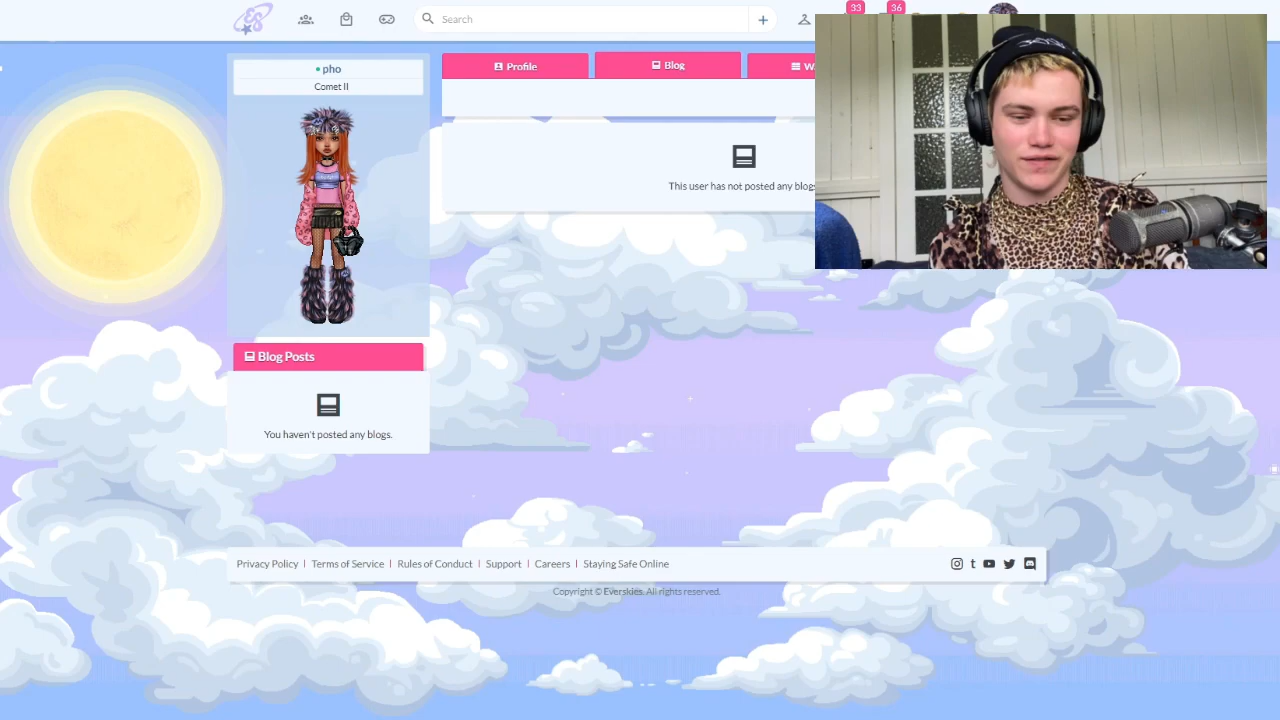 ES
Search
33
36
pho
Comet II
Profile
Blog
This user has not posted any
Blog Posts
You haven't posted any blogs.
Privacy Policy
Terms of Service
Rules of Conduct
Support
Careers
Staying Safe Online
Copyright © Everskies. All rights reserved.